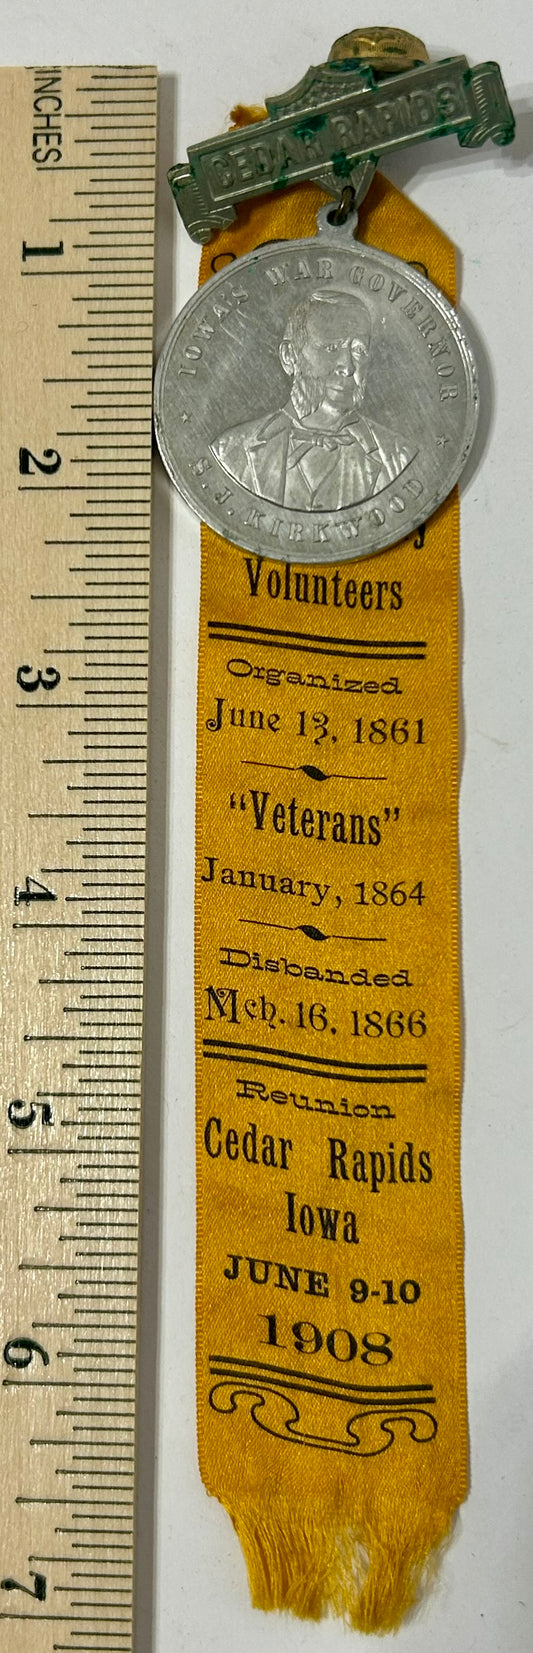 INCHES
1
2
3
4
5
6
7
CEDAR RAPIDS
IOWA'S WAR GOVERNOR
S. J. KIRKWOOD
Volunteers
Organized
June 13, 1861
"Veterans"
January, 1864
Disbanded
Mch. 16, 1866
Reunion
Cedar Rapids
Iowa
JUNE 9-10
1908